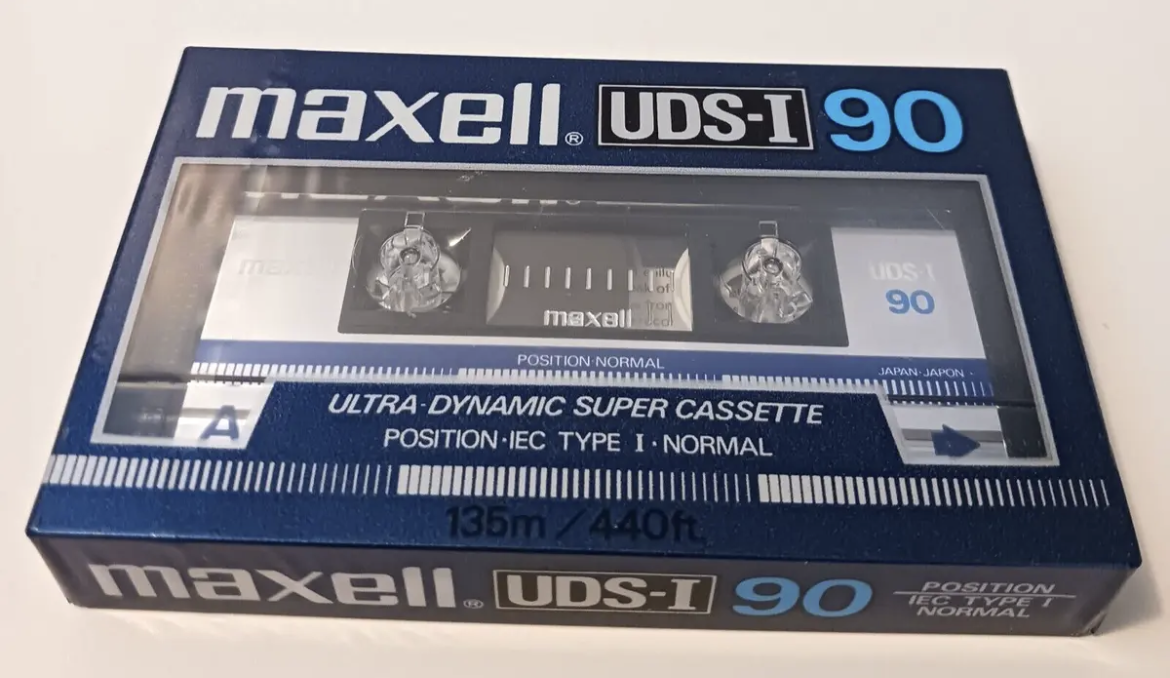 maxell® UDS-I 90
maxell
UDS-I
90
maxell
POSITION·NORMAL
JAPAN·JAPON
A
ULTRA-DYNAMIC SUPER CASSETTE
POSITION·IEC TYPE I·NORMAL
135m/440ft.
maxell® UDS-I 90
POSITION
IEC TYPE I
NORMAL